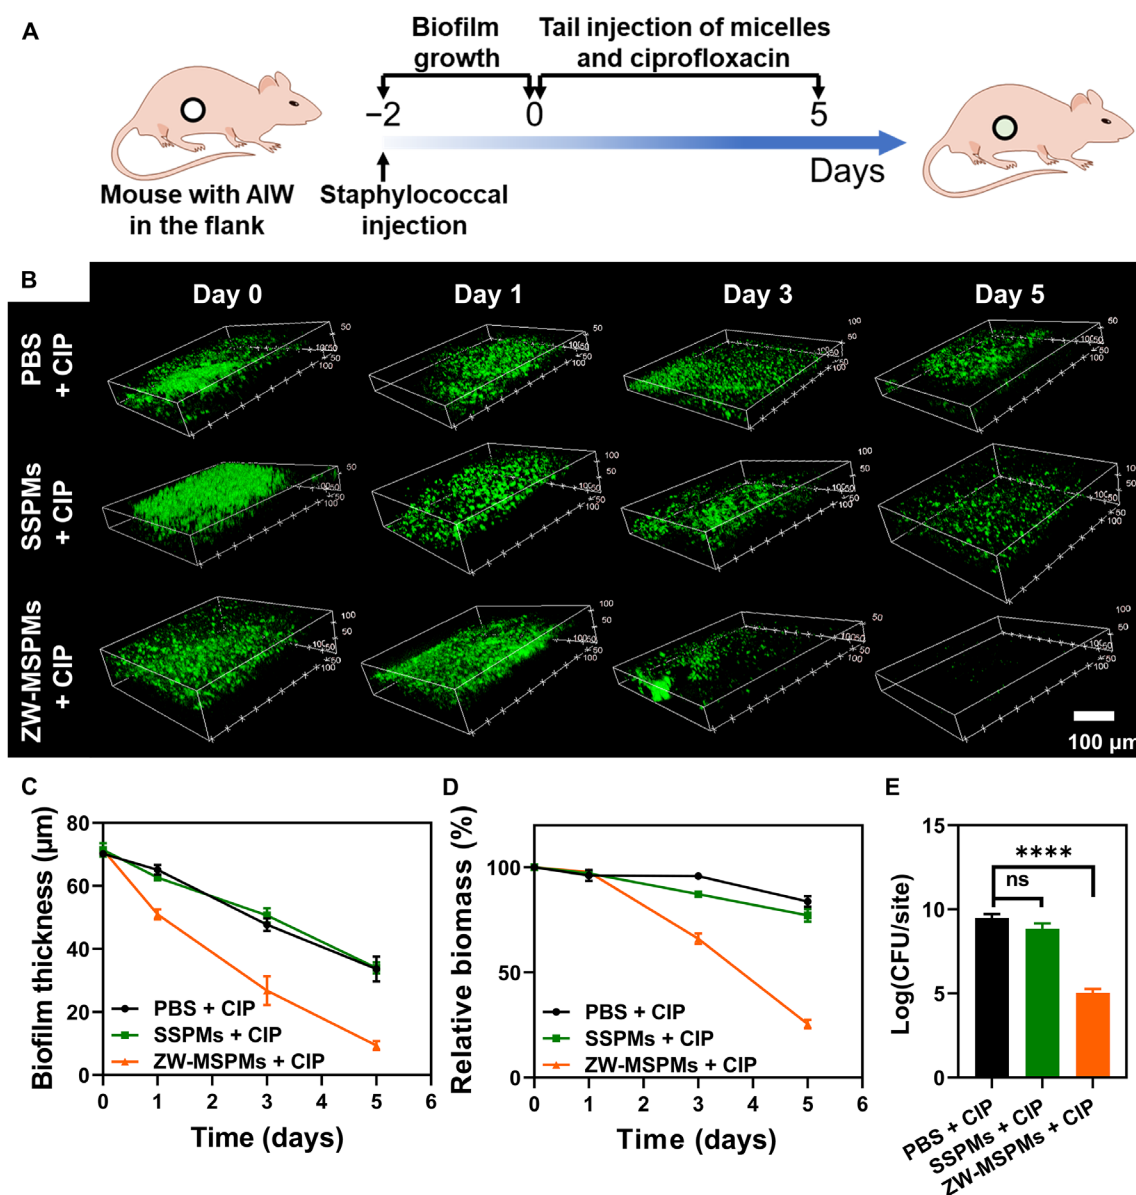 A
Biofilm
growth
Tail injection of micelles
and ciprofloxacin
−2
0
5
Days
Mouse with AIW
in the flank
Staphylococcal
injection
B
Day 0
Day 1
Day 3
Day 5
PBS
+ CIP
SSPMs
+ CIP
ZW-MSPMs
+ CIP
100 µm
C
Biofilm thickness (µm)
80
60
40
20
0
PBS + CIP
SSPMs + CIP
ZW-MSPMs + CIP
0 1 2 3 4 5 6
Time (days)
D
Relative biomass (%)
100
50
0
PBS + CIP
SSPMs + CIP
ZW-MSPMs + CIP
0 1 2 3 4 5 6
Time (days)
E
Log(CFU/site)
15
10
5
0
****
ns
PBS + CIP
SSPMs + CIP
ZW-MSPMs + CIP